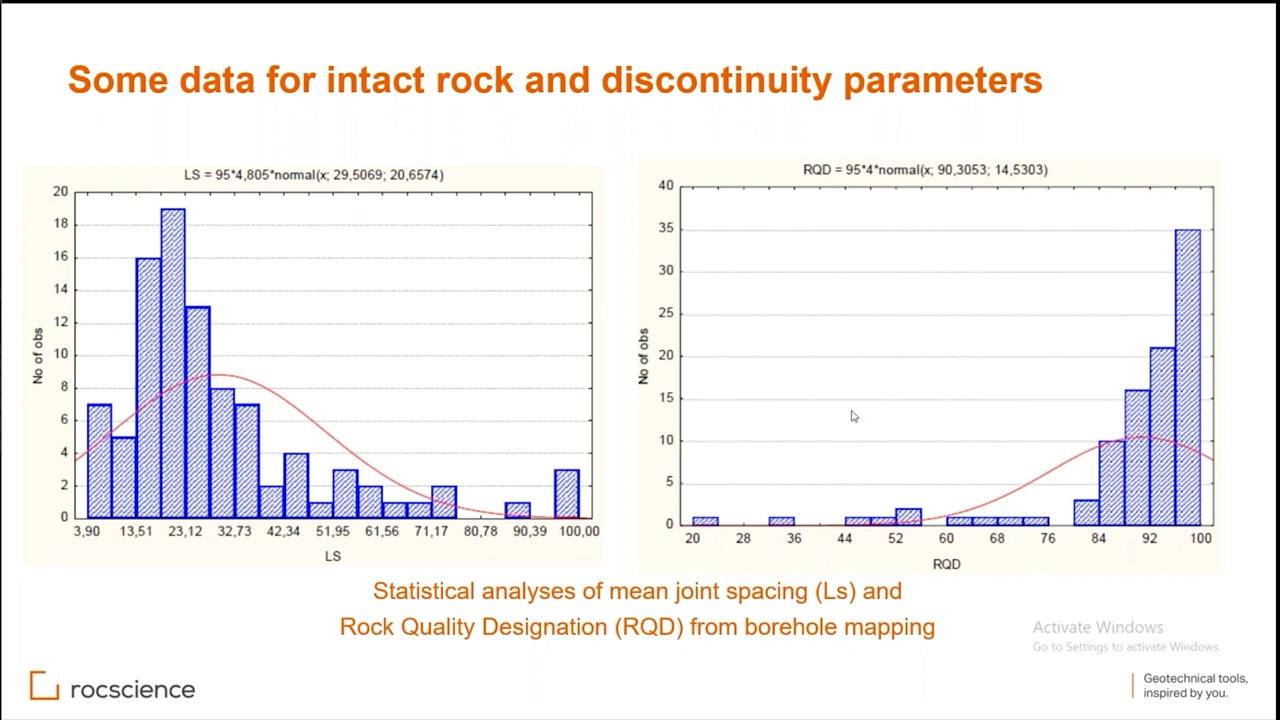 Some data for intact rock and discontinuity parameters
LS = 95*4,805*normal(x; 29,5069; 20,6574)
20
18
16
14
12
10
8
6
4
2
0
No of obs
3,90 13,51 23,12 32,73 42,34 51,95 61,56 71,17 80,78 90,39 100,00
LS
RQD = 95*4*normal(x; 90,3053; 14,5303)
40
35
30
25
20
15
10
5
0
No of obs
20 28 36 44 52 60 68 76 84 92 100
RQD
Statistical analyses of mean joint spacing (Ls) and
Rock Quality Designation (RQD) from borehole mapping
Activate Windows
Go to Settings to activate Windows.
rocscience
Geotechnical tools,
inspired by you.